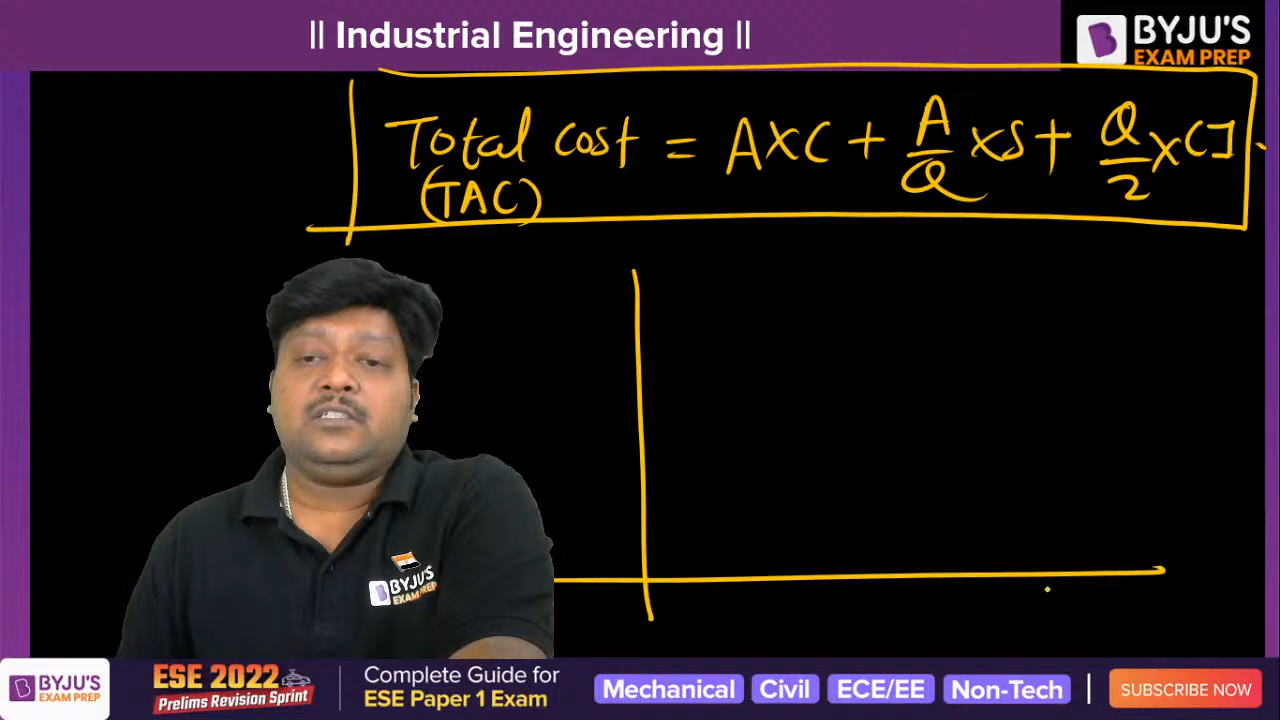 || Industrial Engineering ||
BYJU'S
EXAM PREP
Total cost = A×C + A/Q ×S + Q/2 ×CI
(TAC)
BYJU'S
EXAM PREP
BYJU'S
EXAM PREP
ESE 2022
Prelims Revision Sprint
Complete Guide for
ESE Paper 1 Exam
Mechanical
Civil
ECE/EE
Non-Tech
SUBSCRIBE NOW